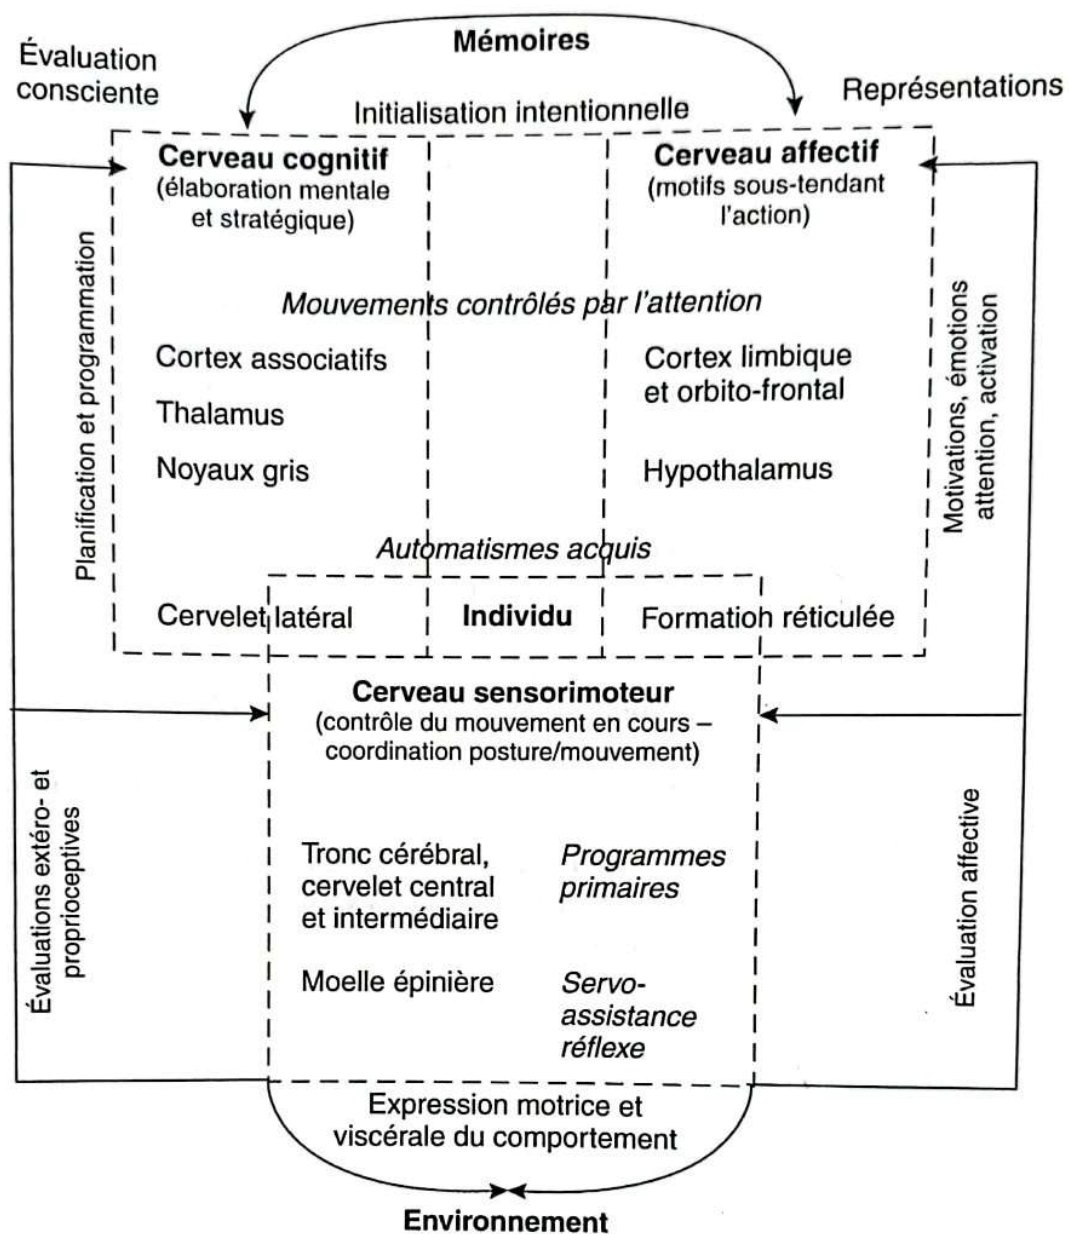 Mémoires
Évaluation
consciente
Représentations
Initialisation intentionnelle
Cerveau cognitif
(élaboration mentale
et stratégique)
Cerveau affectif
(motifs sous-tendant
l'action)
Planification et programmation
Mouvements contrôlés par l'attention
Motivations, émotions
attention, activation
Cortex associatifs
Thalamus
Noyaux gris
Cortex limbique
et orbito-frontal
Hypothalamus
Automatismes acquis
Cervelet latéral
Individu
Formation réticulée
Cerveau sensorimoteur
(contrôle du mouvement en cours –
coordination posture/mouvement)
Évaluations extéro- et
proprioceptives
Tronc cérébral,
cervelet central
et intermédiaire
Programmes
primaires
Moelle épinière
Servo-
assistance
réflexe
Évaluation affective
Expression motrice et
viscérale du comportement
Environnement